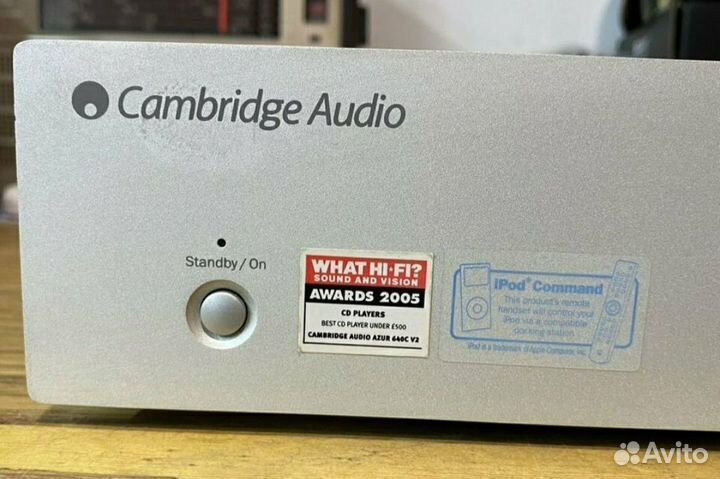 Cambridge Audio
Standby / On
WHAT HI-FI?
SOUND AND VISION
AWARDS 2005
CD PLAYERS
BEST CD PLAYER UNDER £500
CAMBRIDGE AUDIO AZUR 640C V2
iPod® Command
This product's remote
handset will control your
iPod via a compatible
docking station.
iPod is a trademark of Apple Computer, Inc.
Avito